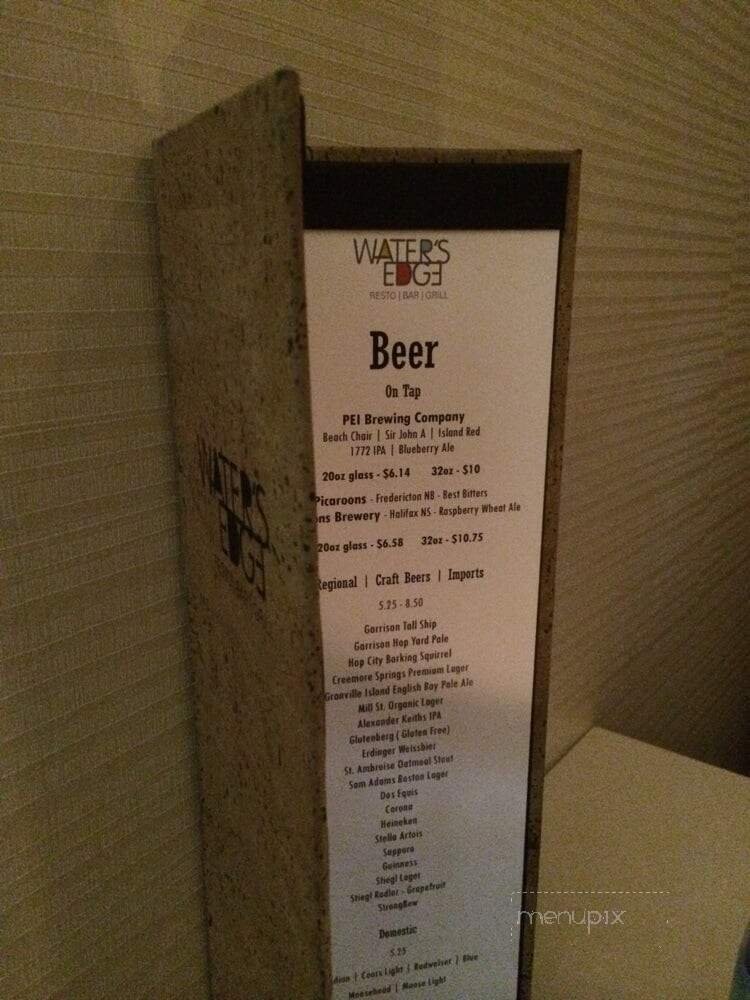 WATER'S
EDGE
RESTO | BAR | GRILL
Beer
On Tap
PEI Brewing Company
Beach Chair | Sir John A | Island Red
1772 IPA | Blueberry Ale
20oz glass - $6.14 32oz - $10
Picaroons - Fredericton NB - Best Bitters
ons Brewery - Halifax NS - Raspberry Wheat Ale
20oz glass - $6.58 32oz - $10.75
Regional | Craft Beers | Imports
5.25 - 8.50
Garrison Tall Ship
Garrison Hop Yard Pale
Hop City Barking Squirrel
Creemore Springs Premium Lager
Granville Island English Bay Pale Ale
Mill St. Organic Lager
Alexander Keiths IPA
Glutenberg ( Gluten Free)
Erdinger Weissbier
St. Ambroise Oatmeal Stout
Sam Adams Boston Lager
Dos Equis
Corona
Heineken
Stella Artois
Sapporo
Guinness
Stiegl Lager
Stiegl Radler - Grapefruit
StrongBow
Domestic
5.25
dian | Coors Light | Budweiser | Blue
Moosehead | Moose Light
WATER'S
EDGE
menupix